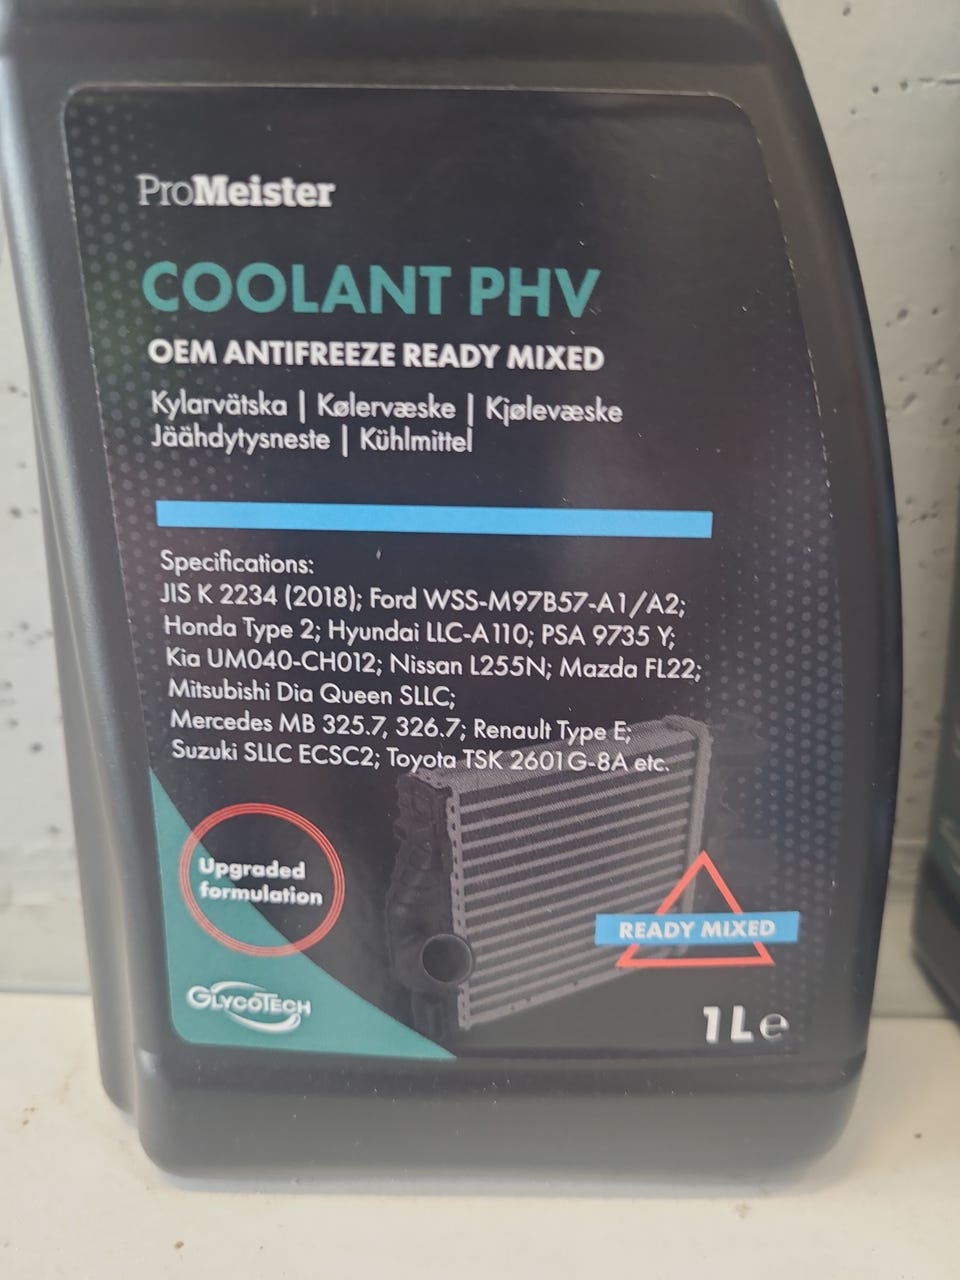 ProMeister
COOLANT PHV
OEM ANTIFREEZE READY MIXED
Kylarvätska | Kølervæske | Kjølevæske
Jäähdytysneste | Kühlmittel
Specifications:
JIS K 2234 (2018); Ford WSS-M97B57-A1/A2;
Honda Type 2; Hyundai LLC-A110; PSA 9735 Y;
Kia UM040-CH012; Nissan L255N; Mazda FL22;
Mitsubishi Dia Queen SLLC;
Mercedes MB 325.7, 326.7; Renault Type E;
Suzuki SLLC ECSC2; Toyota TSK 2601G-8A etc.
Upgraded
formulation
READY MIXED
GLYCOTECH
1 L e